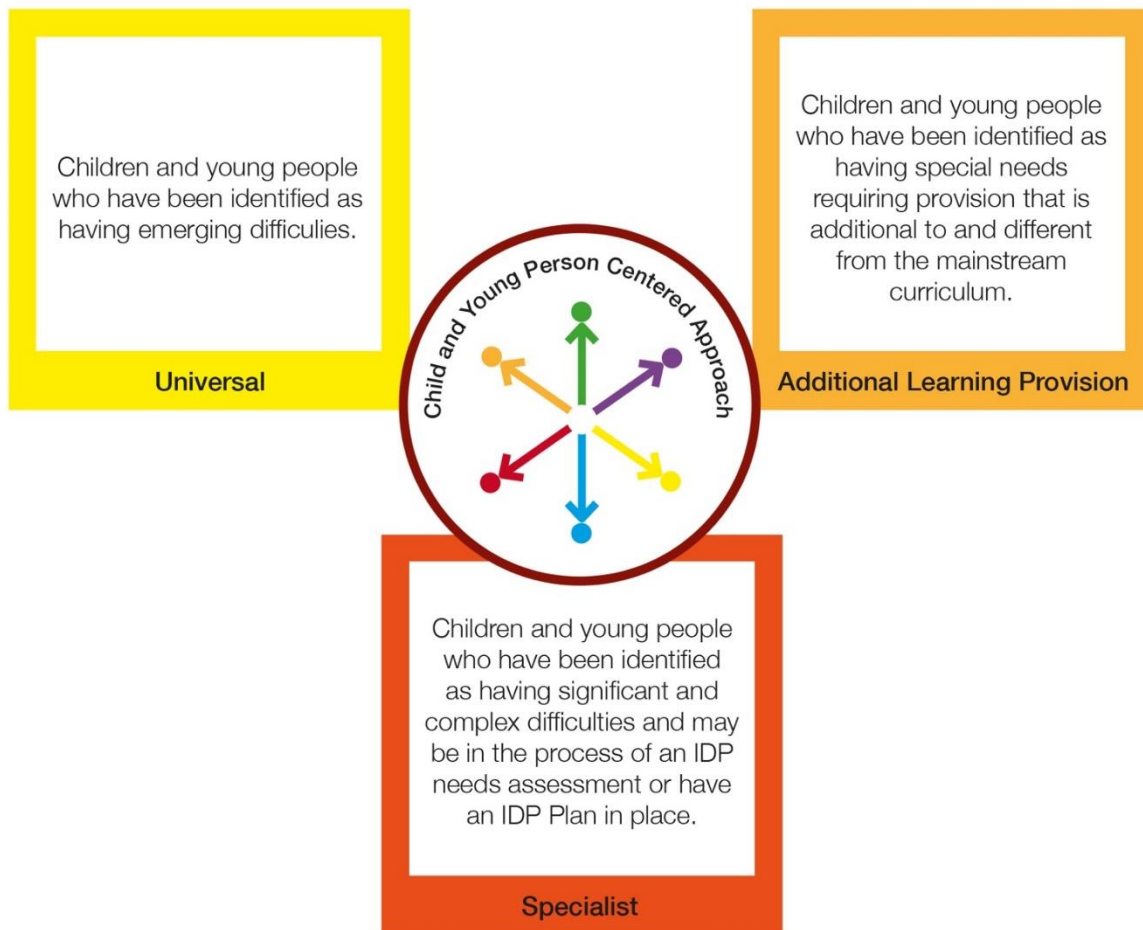 Children and young people
who have been identified as
having emerging difficulies.
Universal
Children and young people
who have been identified as
having special needs
requiring provision that is
additional to and different
from the mainstream
curriculum.
Additional Learning Provision
Child and Young Person Centered Approach
Children and young people
who have been identified
as having significant and
complex difficulties and may
be in the process of an IDP
needs assessment or have
an IDP Plan in place.
Specialist